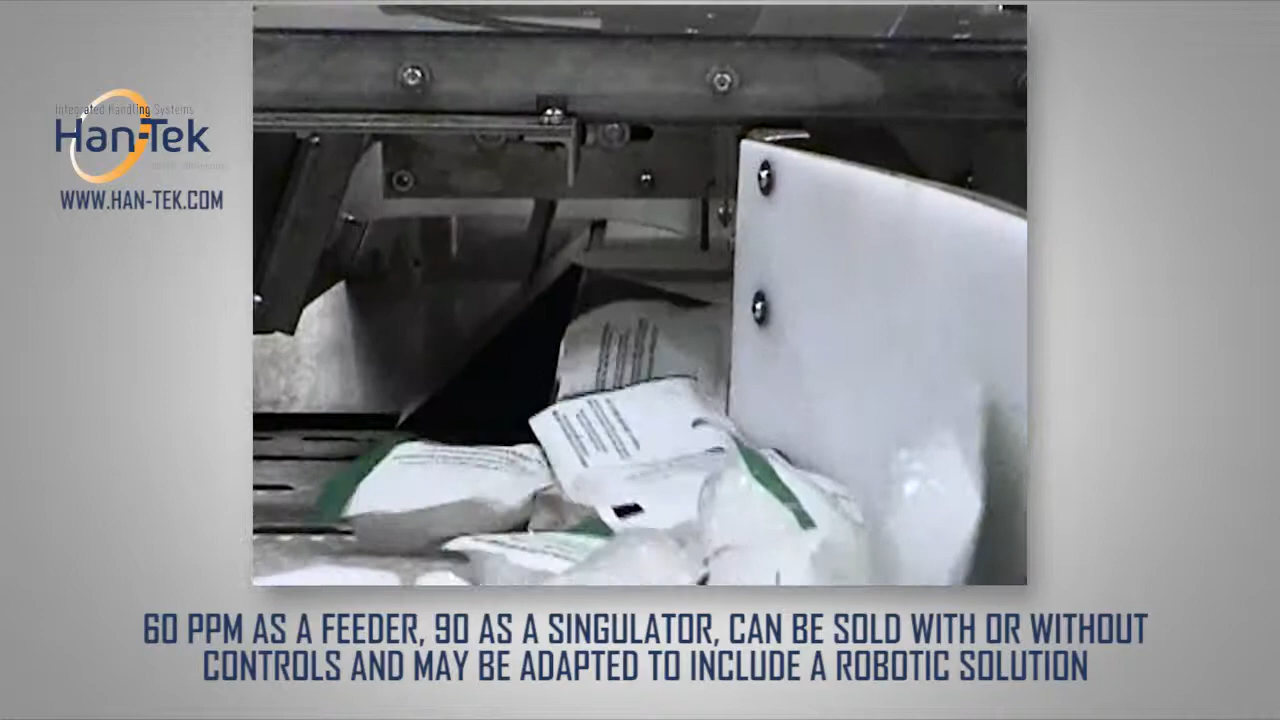 Integrated Handling Systems
Han-Tek
WWW.HAN-TEK.COM
60 PPM AS A FEEDER, 90 AS A SINGULATOR, CAN BE SOLD WITH OR WITHOUT
CONTROLS AND MAY BE ADAPTED TO INCLUDE A ROBOTIC SOLUTION